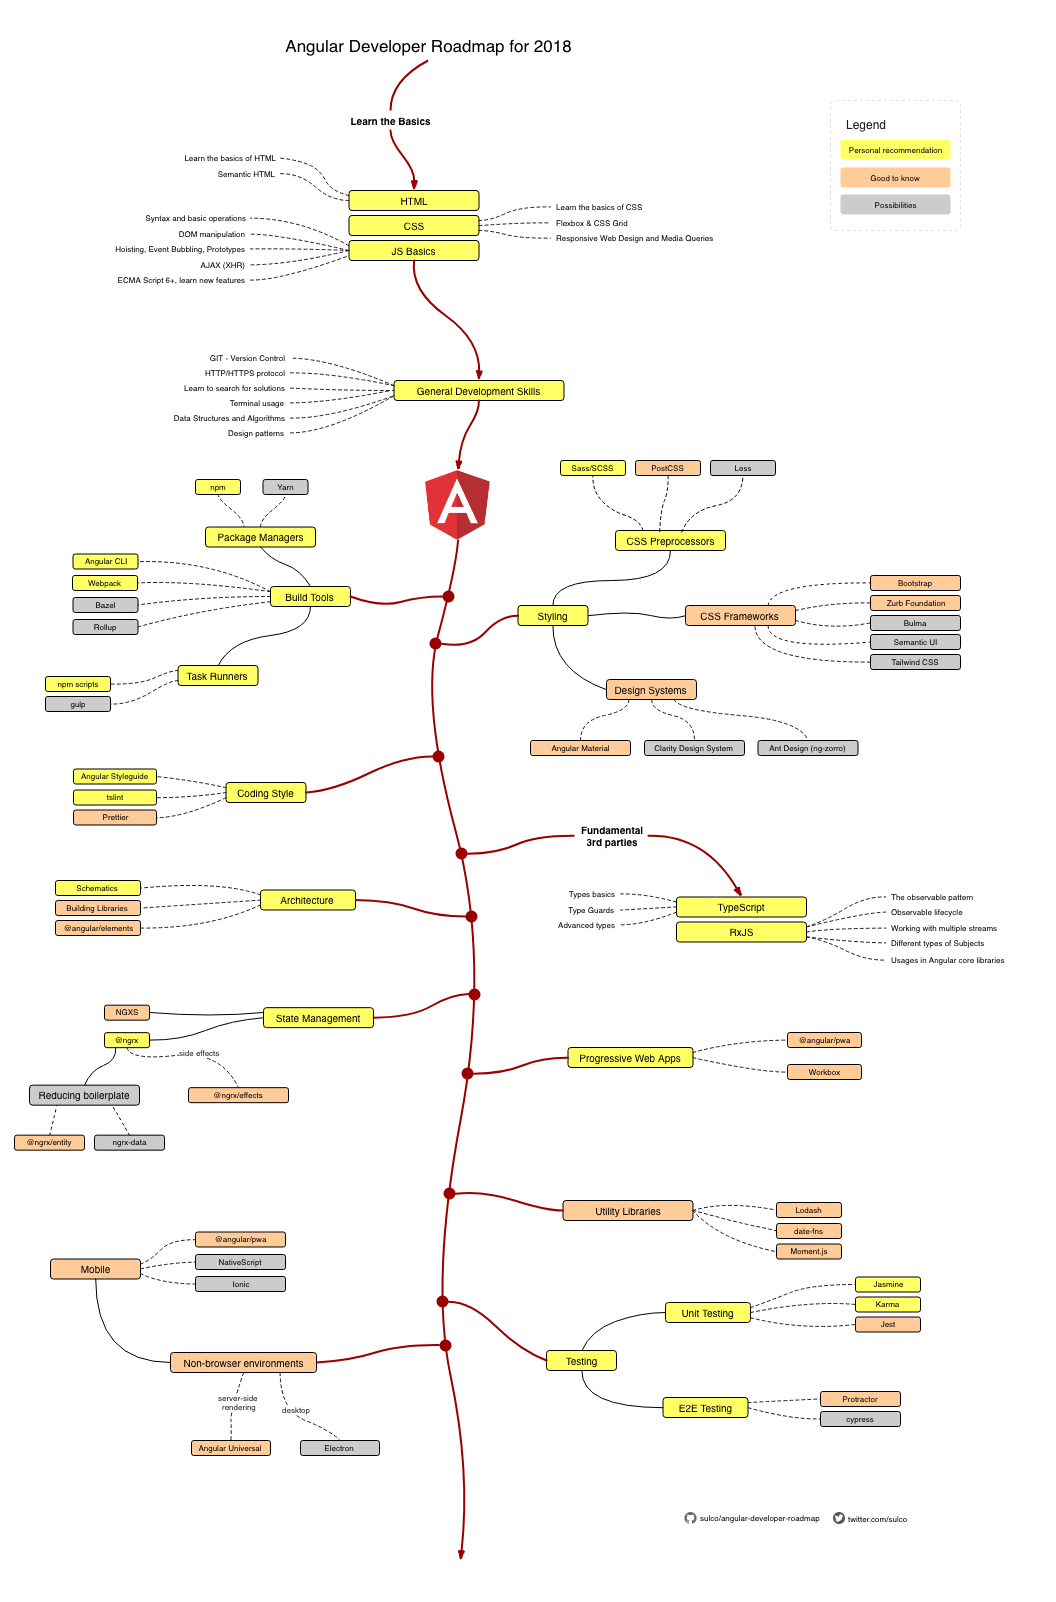 Angular Developer Roadmap for 2018
Learn the Basics
Legend
Personal recommendation
Good to know
Possibilities
Learn the basics of HTML
Semantic HTML
HTML
CSS
JS Basics
Learn the basics of CSS
Flexbox & CSS Grid
Responsive Web Design and Media Queries
Syntax and basic operations
DOM manipulation
Hoisting, Event Bubbling, Prototypes
AJAX (XHR)
ECMA Script 6+, learn new features
GIT - Version Control
HTTP/HTTPS protocol
Learn to search for solutions
Terminal usage
Data Structures and Algorithms
Design patterns
General Development Skills
A
npm
Yarn
Package Managers
Angular CLI
Webpack
Bazel
Rollup
Build Tools
Task Runners
npm scripts
gulp
Sass/SCSS
PostCSS
Less
CSS Preprocessors
Styling
CSS Frameworks
Bootstrap
Zurb Foundation
Bulma
Semantic UI
Tailwind CSS
Design Systems
Angular Material
Clarity Design System
Ant Design (ng-zorro)
Angular Styleguide
tslint
Prettier
Coding Style
Fundamental
3rd parties
Types basics
Type Guards
Advanced types
TypeScript
RxJS
The observable pattern
Observable lifecycle
Working with multiple streams
Different types of Subjects
Usages in Angular core libraries
Schematics
Building Libraries
@angular/elements
Architecture
NGXS
@ngrx
State Management
side effects
Reducing boilerplate
@ngrx/effects
@ngrx/entity
ngrx-data
Progressive Web Apps
@angular/pwa
Workbox
Utility Libraries
Lodash
date-fns
Moment.js
Mobile
@angular/pwa
NativeScript
Ionic
Non-browser environments
server-side
rendering
desktop
Angular Universal
Electron
Testing
Unit Testing
Jasmine
Karma
Jest
E2E Testing
Protractor
cypress
sulco/angular-developer-roadmap
twitter.com/sulco